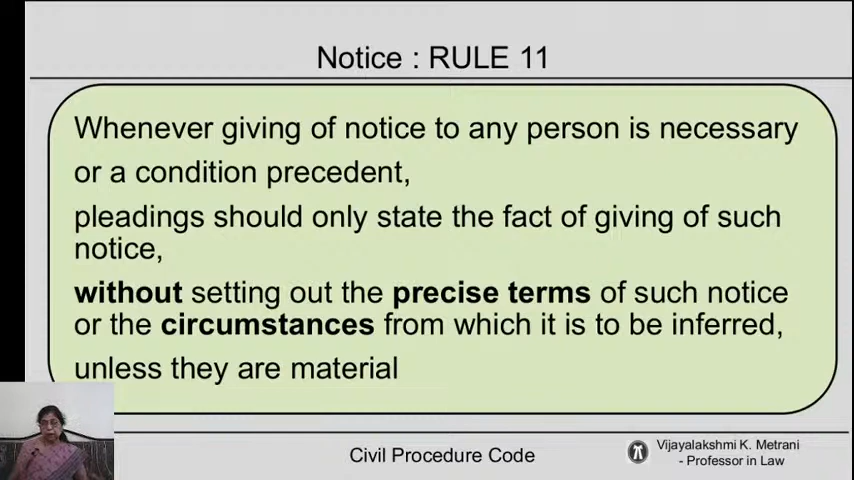 Notice : RULE 11
Whenever giving of notice to any person is necessary
or a condition precedent,
pleadings should only state the fact of giving of such
notice,
without setting out the precise terms of such notice
or the circumstances from which it is to be inferred,
unless they are material
Civil Procedure Code
Vijayalakshmi K. Metrani
- Professor in Law